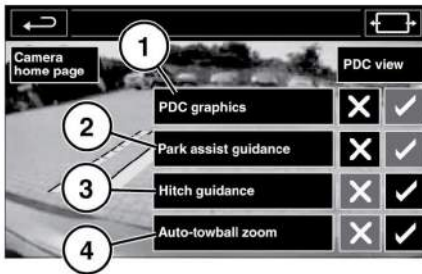 Camera
home page
PDC view
1
PDC graphics
2
Park assist guidance
3
Hitch guidance
4
Auto-towball zoom